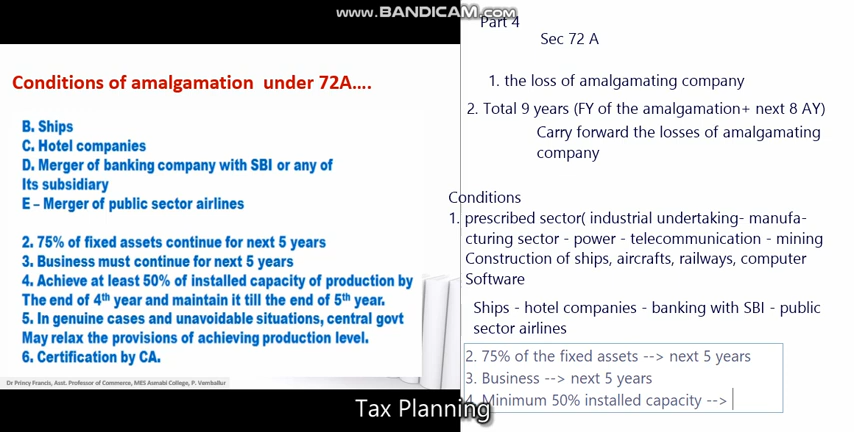 www.BANDICAM.com
Conditions of amalgamation under 72A....
B. Ships
C. Hotel companies
D. Merger of banking company with SBI or any of
Its subsidiary
E – Merger of public sector airlines
2. 75% of fixed assets continue for next 5 years
3. Business must continue for next 5 years
4. Achieve at least 50% of installed capacity of production by
The end of 4th year and maintain it till the end of 5th year.
5. In genuine cases and unavoidable situations, central govt
May relax the provisions of achieving production level.
6. Certification by CA.
Dr Princy Francis, Asst. Professor of Commerce, MES Asmabi College, P. Vemballur
Part 4
Sec 72 A
1. the loss of amalgamating company
2. Total 9 years (FY of the amalgamation+ next 8 AY)
Carry forward the losses of amalgamating
company
Conditions
1. prescribed sector( industrial undertaking- manufa-
cturing sector - power - telecommunication - mining
Construction of ships, aircrafts, railways, computer
Software
Ships - hotel companies - banking with SBI - public
sector airlines
2. 75% of the fixed assets --> next 5 years
3. Business --> next 5 years
4. Minimum 50% installed capacity -->
Tax Planning